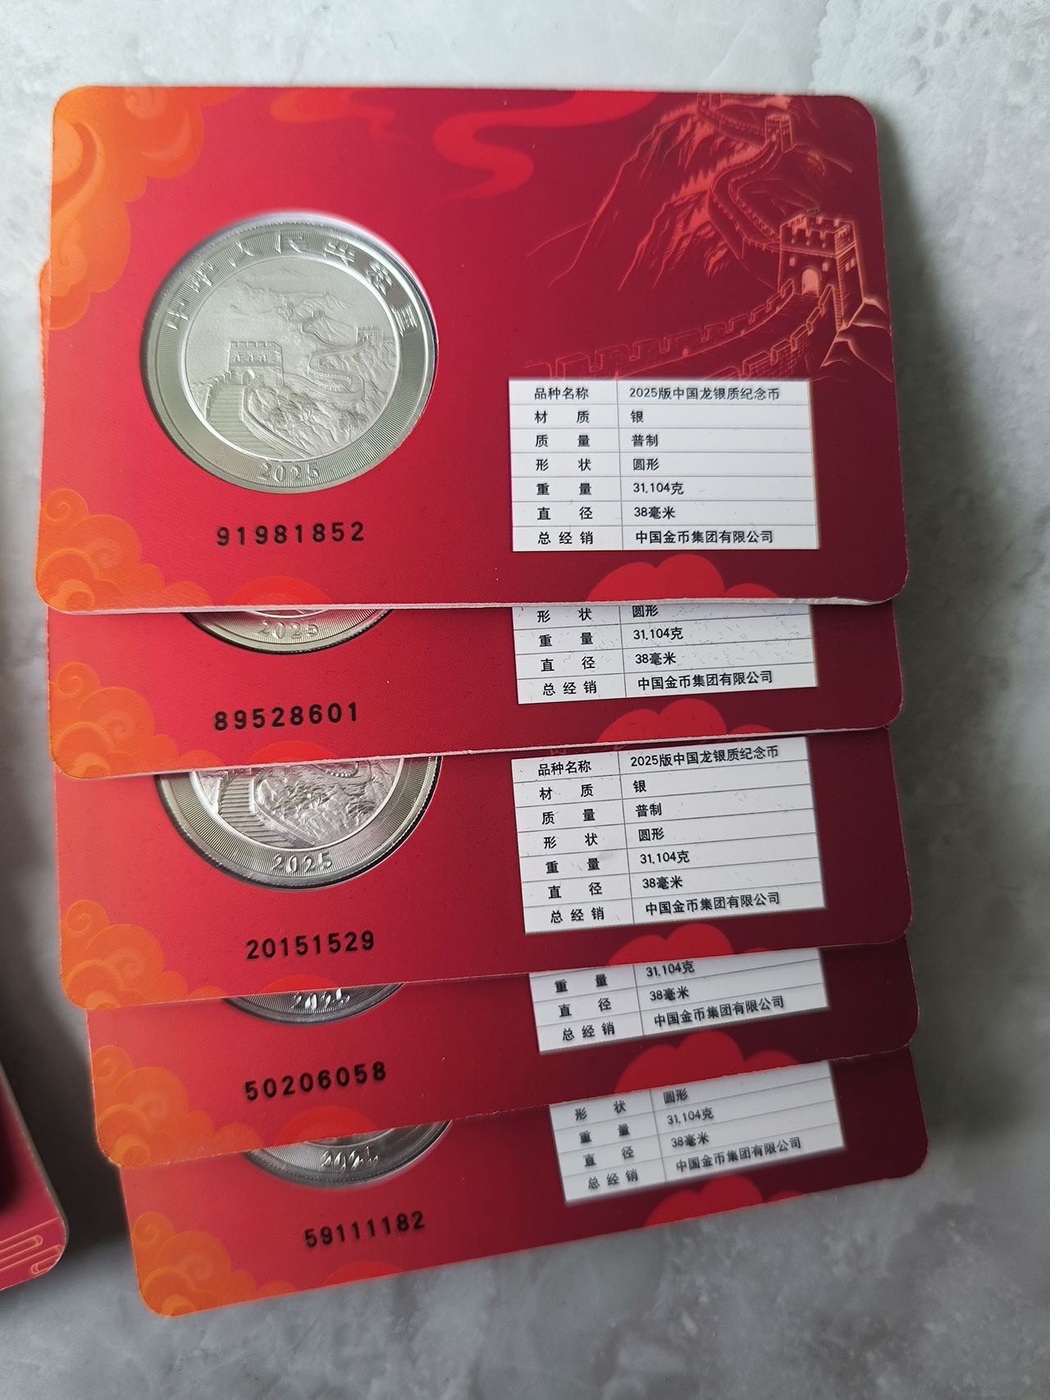 中华人民共和国
2025
91981852
品种名称 2025版中国龙银质纪念币
材 质 银
质 量 普制
形 状 圆形
重 量 31.104克
直 径 38毫米
总经销 中国金币集团有限公司
2025
89528601
形 状 圆形
重 量 31.104克
直 径 38毫米
总经销 中国金币集团有限公司
2025
20151529
品种名称 2025版中国龙银质纪念币
材 质 银
质 量 普制
形 状 圆形
重 量 31.104克
直 径 38毫米
总经销 中国金币集团有限公司
2025
50206058
重 量 31.104克
直 径 38毫米
总经销 中国金币集团有限公司
2025
59111182
形 状 圆形
重 量 31.104克
直 径 38毫米
总经销 中国金币集团有限公司